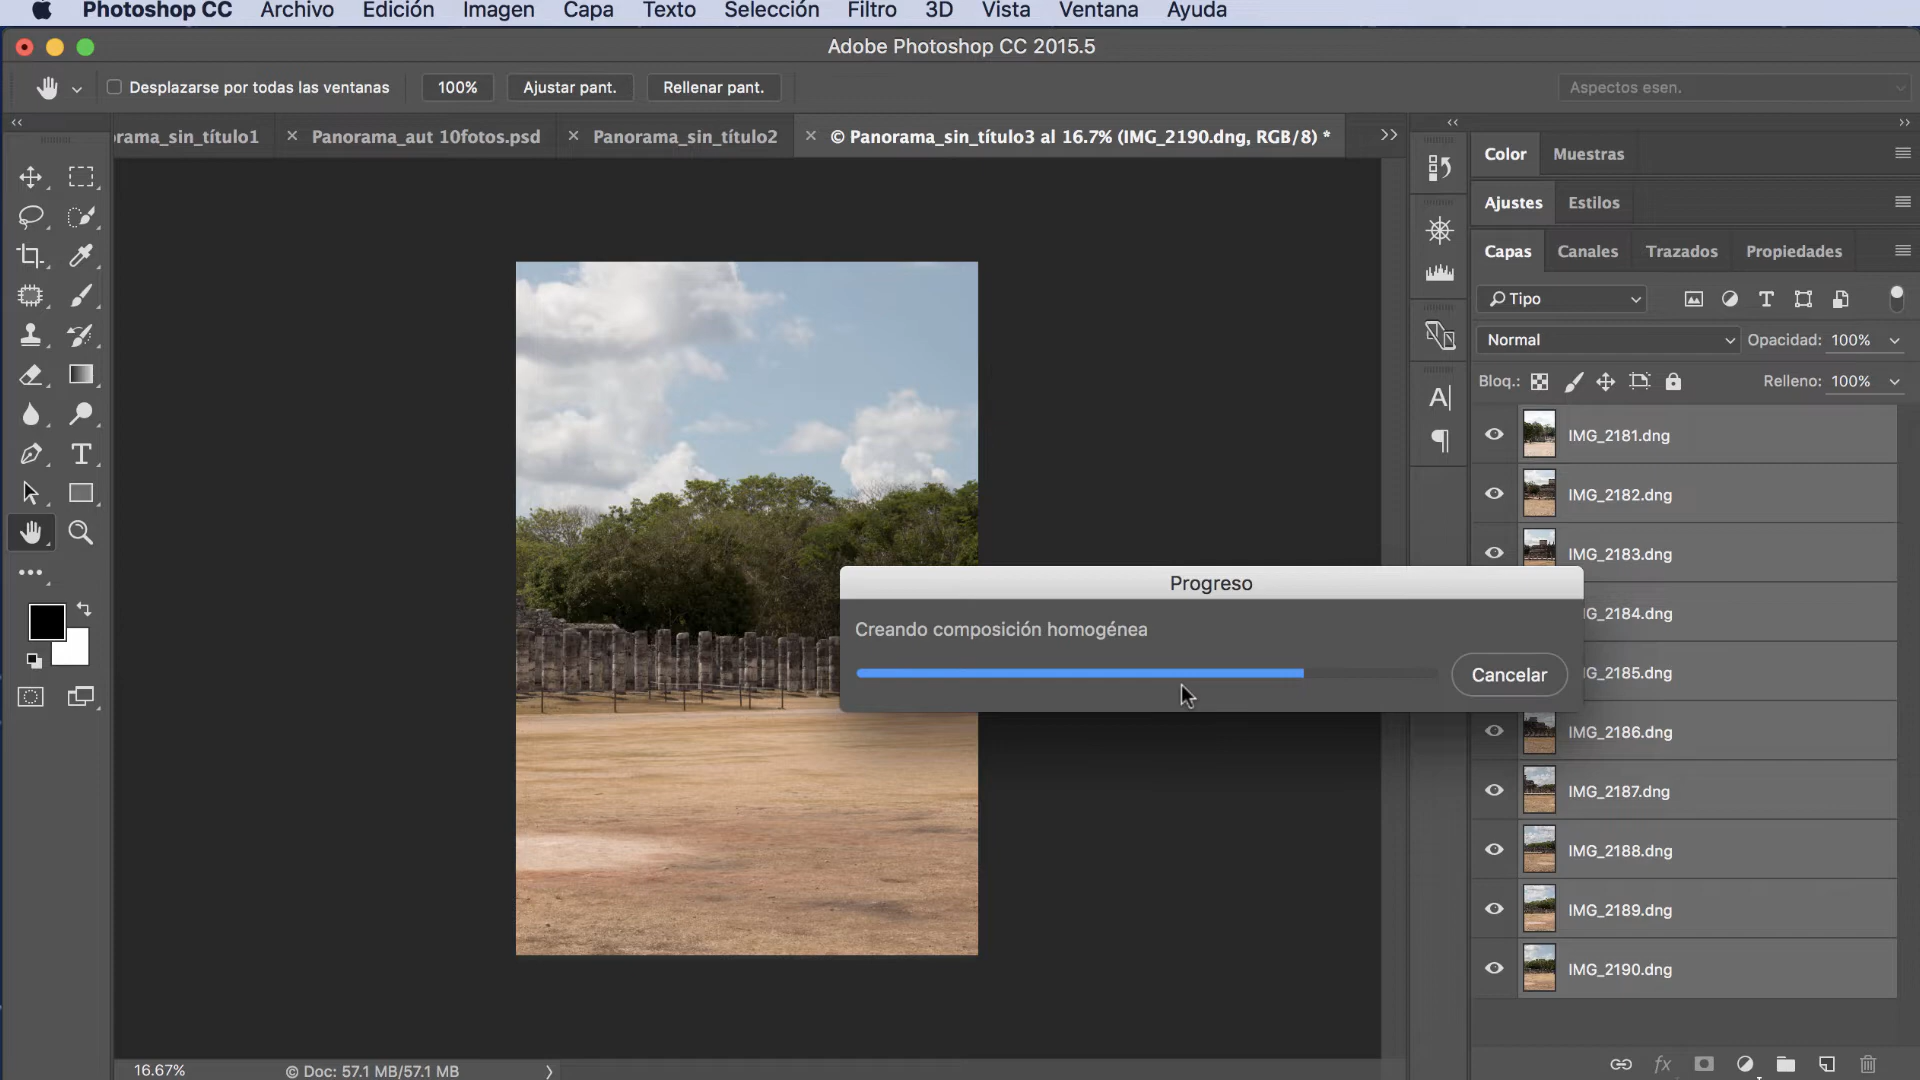 Photoshop CC Archivo Edición Imagen Capa Texto Selección Filtro 3D Vista Ventana Ayuda
Adobe Photoshop CC 2015.5
Desplazarse por todas las ventanas 100% Ajustar pant. Rellenar pant. Aspectos esen.
rama_sin_título1 × Panorama_aut 10fotos.psd × Panorama_sin_título2 × © Panorama_sin_título3 al 16.7% (IMG_2190.dng, RGB/8) *
Color Muestras
Ajustes Estilos
Capas Canales Trazados Propiedades
Tipo
Normal Opacidad: 100%
Bloq.: Relleno: 100%
IMG_2181.dng
IMG_2182.dng
IMG_2183.dng
Progreso
Creando composición homogénea
Cancelar
IG_2184.dng
IG_2185.dng
IMG_2186.dng
IMG_2187.dng
IMG_2188.dng
IMG_2189.dng
IMG_2190.dng
16.67% © Doc: 57.1 MB/57.1 MB
fx